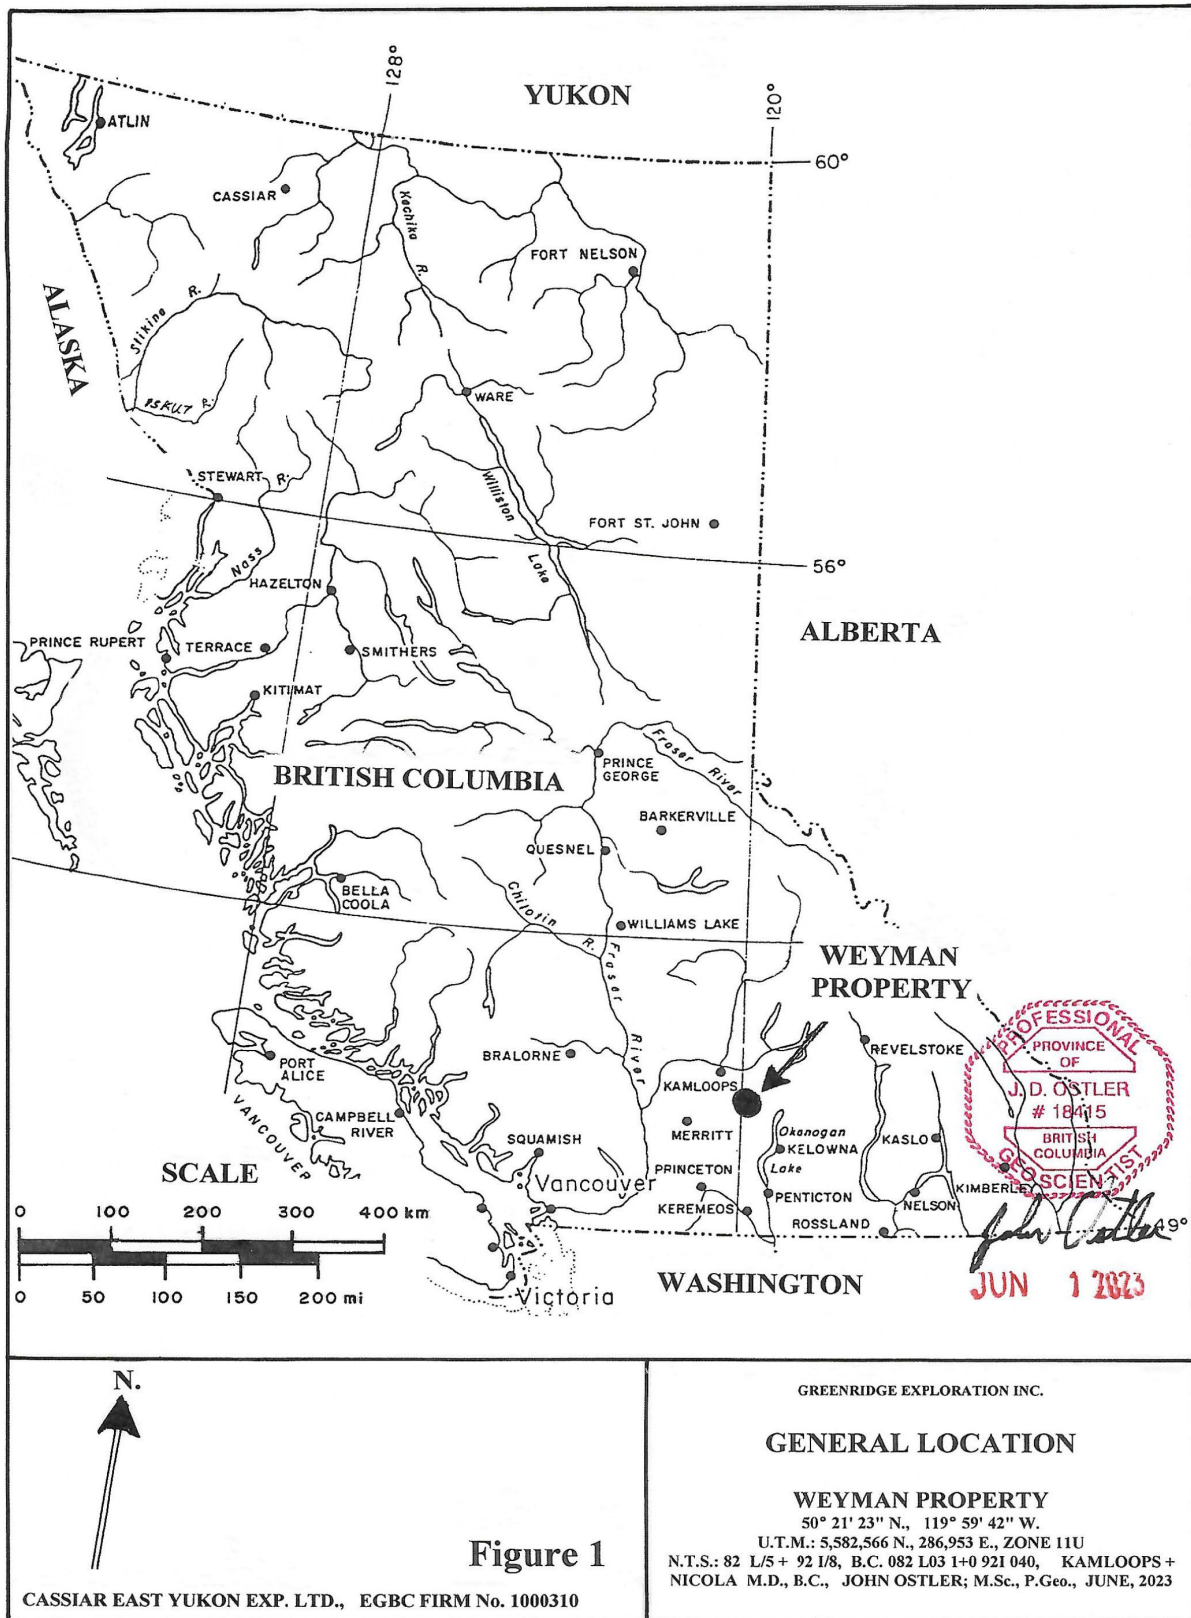 128°
YUKON
120°
ATLIN
60°
CASSIAR
Kechika
R.
FORT NELSON
ALASKA
Stikine R.
ISKUT R.
WARE
STEWART
R.
Williston
Lake
FORT ST. JOHN
Nass
56°
HAZELTON
ALBERTA
PRINCE RUPERT
TERRACE
SMITHERS
KITIMAT
Fraser River
PRINCE
GEORGE
BRITISH COLUMBIA
BARKERVILLE
QUESNEL
BELLA
COOLA
Chilotin
R.
WILLIAMS LAKE
Fraser
River
WEYMAN
PROPERTY
PROFESSIONAL
PROVINCE
OF
J. D. OSTLER
# 18415
BRITISH
COLUMBIA
GEOSCIENTIST
REVELSTOKE
BRALORNE
PORT
ALICE
KAMLOOPS
VANCOUVER
CAMPBELL
RIVER
MERRITT
Okanogan
Lake
KELOWNA
KASLO
SQUAMISH
SCALE
Vancouver
PRINCETON
PENTICTON
KIMBERLEY
NELSON
KEREMEOS
ROSSLAND
49°
John Ostler
0 100 200 300 400 km
0 50 100 150 200 mi
WASHINGTON
JUN 1 2023
Victoria
N.
Figure 1
CASSIAR EAST YUKON EXP. LTD., EGBC FIRM No. 1000310
GREENRIDGE EXPLORATION INC.
GENERAL LOCATION
WEYMAN PROPERTY
50° 21' 23" N., 119° 59' 42" W.
U.T.M.: 5,582,566 N., 286,953 E., ZONE 11U
N.T.S.: 82 L/5 + 92 I/8, B.C. 082 L03 1+0 92I 040, KAMLOOPS +
NICOLA M.D., B.C., JOHN OSTLER; M.Sc., P.Geo., JUNE, 2023